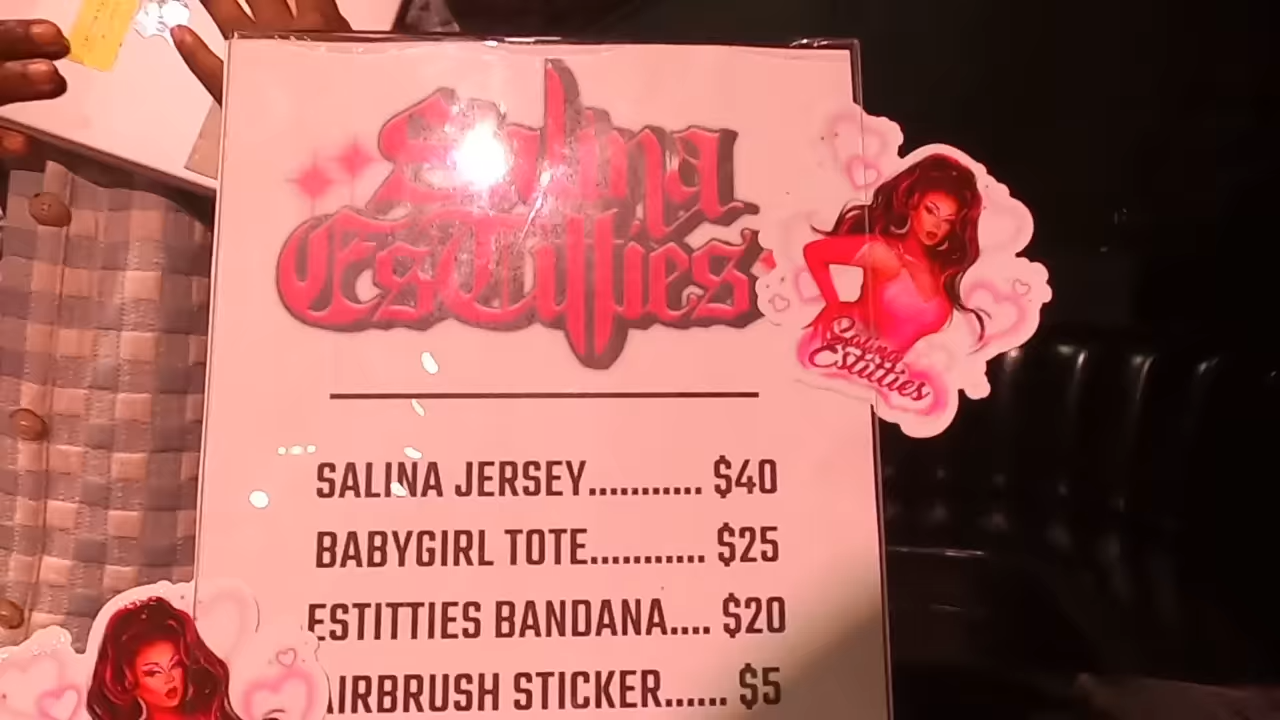 Salina
EsTitties
Salina
Estitties
SALINA JERSEY........... $40
BABYGIRL TOTE........... $25
ESTITTIES BANDANA.... $20
AIRBRUSH STICKER...... $5